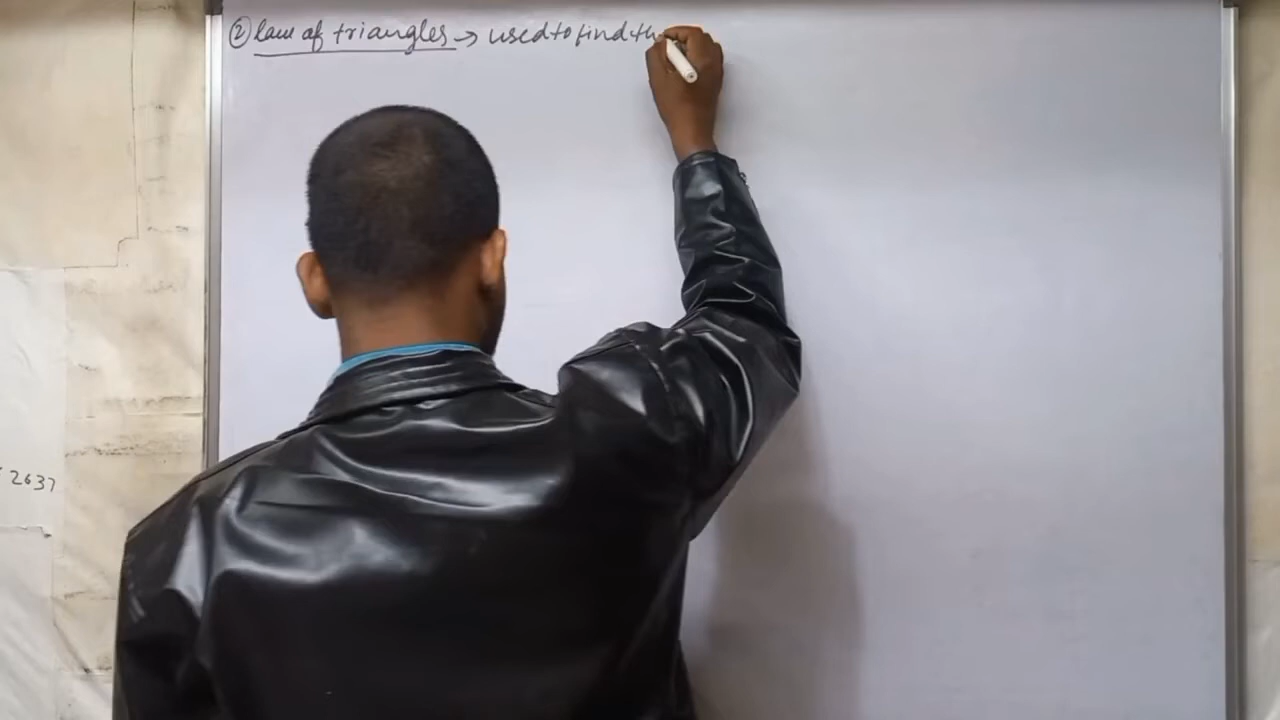 ② law of triangles → used to find th
2637